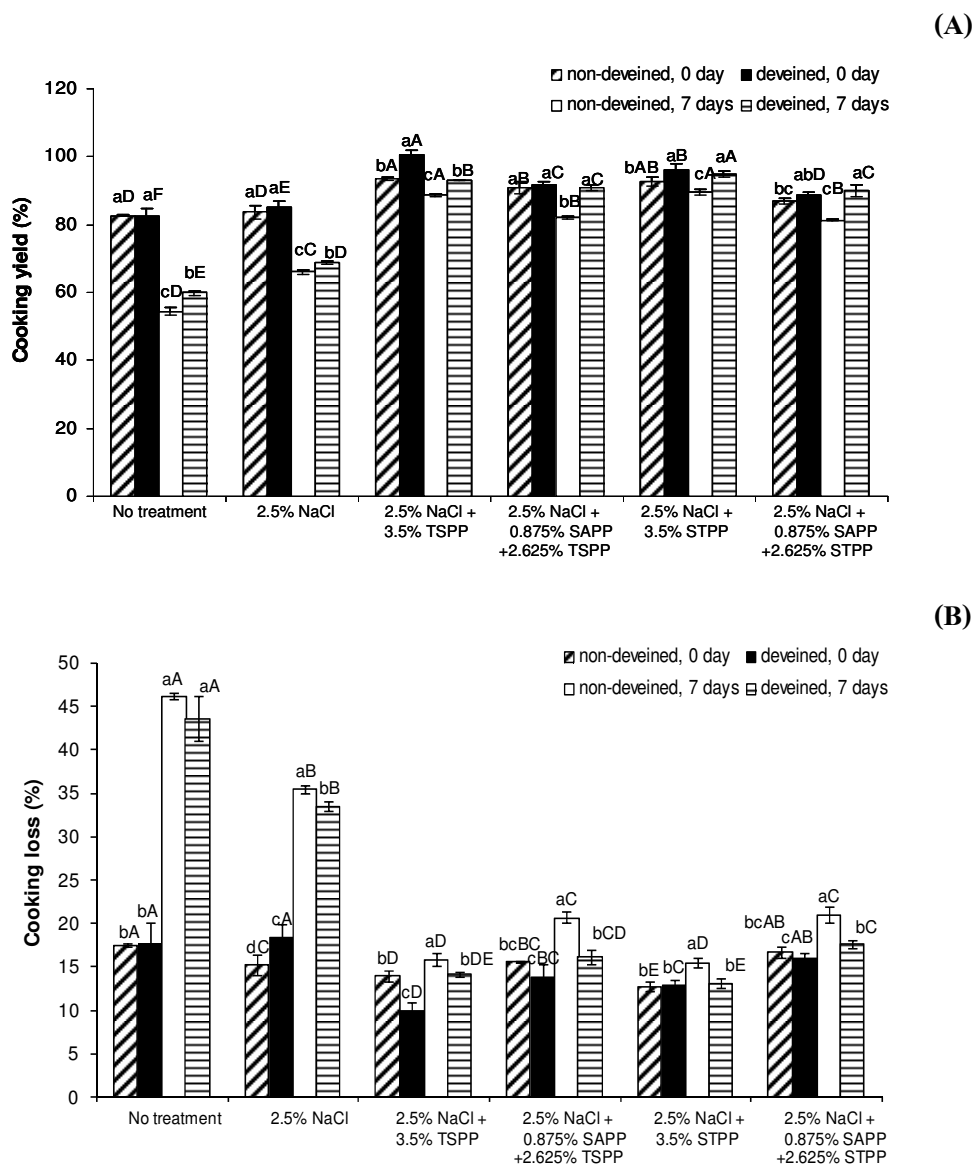 (A)
non-deveined, 0 day deveined, 0 day
non-deveined, 7 days deveined, 7 days
Cooking yield (%)
120
100
80
60
40
20
0
aD aF cD bE
aD aE cC bD
bA aA cA bB
aB aC bB aC
bAB aB cA aA
bc abD cB aC
No treatment
2.5% NaCl
2.5% NaCl +
3.5% TSPP
2.5% NaCl +
0.875% SAPP
+2.625% TSPP
2.5% NaCl +
3.5% STPP
2.5% NaCl +
0.875% SAPP
+2.625% STPP
(B)
non-deveined, 0 day deveined, 0 day
non-deveined, 7 days deveined, 7 days
Cooking loss (%)
50
45
40
35
30
25
20
15
10
5
0
bA bA aA aA
dC cA aB bB
bD cD aD bDE
bcBC cBC aC bCD
bE bC aD bE
bcAB cAB aC bC
No treatment
2.5% NaCl
2.5% NaCl +
3.5% TSPP
2.5% NaCl +
0.875% SAPP
+2.625% TSPP
2.5% NaCl +
3.5% STPP
2.5% NaCl +
0.875% SAPP
+2.625% STPP